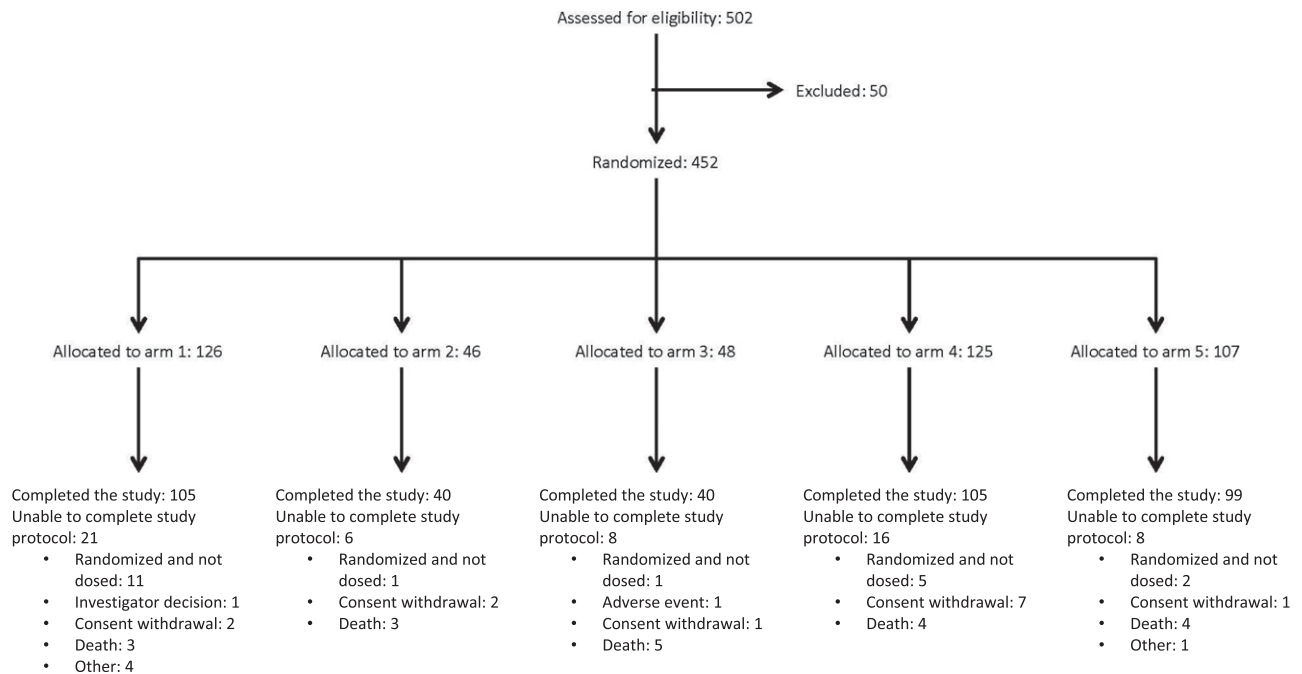 Assessed for eligibility: 502
Excluded: 50
Randomized: 452
Allocated to arm 1: 126
Allocated to arm 2: 46
Allocated to arm 3: 48
Allocated to arm 4: 125
Allocated to arm 5: 107
Completed the study: 105
Unable to complete study
protocol: 21
• Randomized and not
dosed: 11
• Investigator decision: 1
• Consent withdrawal: 2
• Death: 3
• Other: 4
Completed the study: 40
Unable to complete study
protocol: 6
• Randomized and not
dosed: 1
• Consent withdrawal: 2
• Death: 3
Completed the study: 40
Unable to complete study
protocol: 8
• Randomized and not
dosed: 1
• Adverse event: 1
• Consent withdrawal: 1
• Death: 5
Completed the study: 105
Unable to complete study
protocol: 16
• Randomized and not
dosed: 5
• Consent withdrawal: 7
• Death: 4
Completed the study: 99
Unable to complete study
protocol: 8
• Randomized and not
dosed: 2
• Consent withdrawal: 1
• Death: 4
• Other: 1